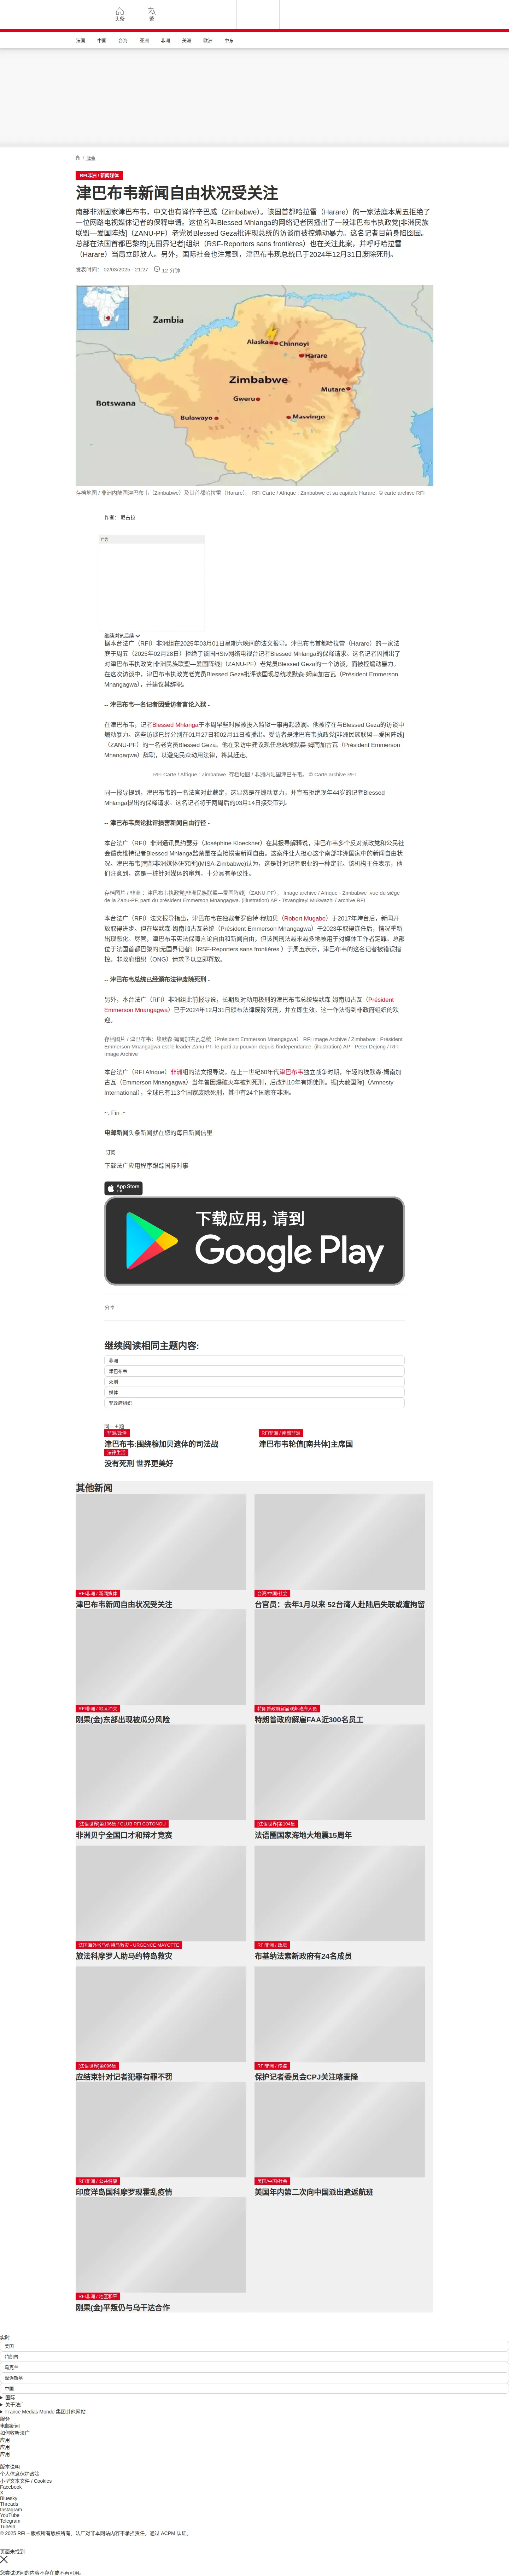 头条
繁
法国
中国
台海
亚洲
非洲
美洲
欧洲
中东
/ 社会
RFI非洲 / 新闻媒体
津巴布韦新闻自由状况受关注
南部非洲国家津巴布韦，中文也有译作辛巴威（Zimbabwe）。该国首都哈拉雷（Harare）的一家法庭本周五拒绝了
一位网路电视媒体记者的保释申请。这位名叫Blessed Mhlanga的网络记者因播出了一段津巴布韦执政党[非洲民族
联盟—爱国阵线]（ZANU-PF）老党员Blessed Geza批评现总统的访谈而被控煽动暴力。这名记者目前身陷囹圄。
总部在法国首都巴黎的[无国界记者]组织（RSF-Reporters sans frontières）也在关注此案，并呼吁哈拉雷
（Harare）当局立即放人。另外，国际社会也注意到，津巴布韦现总统已于2024年12月31日废除死刑。
发表时间： 02/03/2025 - 21:27
12 分钟
Zambia
Alaska
Chinnoyi
Harare
Zimbabwe
Mutare
Gweru
Botswana
Bulawayo
Masvingo
存档地图 / 非洲内陆国津巴布韦（Zimbabwe）及其首都哈拉雷（Harare）。 RFI Carte / Afrique : Zimbabwe et sa capitale Harare. © carte archive RFI
作者： 尼古拉
广告
继续浏览后续
据本台法广（RFI）非洲组在2025年03月01日星期六晚间的法文报导。津巴布韦首都哈拉雷（Harare）的一家法
庭于周五（2025年02月28日）拒绝了该国HStv网络电视台记者Blessed Mhlanga的保释请求。这名记者因播出了
对津巴布韦执政党[非洲民族联盟—爱国阵线]（ZANU-PF）老党员Blessed Geza的一个访谈，而被控煽动暴力。
在这次访谈中，津巴布韦执政党老党员Blessed Geza批评该国现总统埃默森·姆南加古瓦（Président Emmerson
Mnangagwa），并建议其辞职。
-- 津巴布韦一名记者因受访者言论入狱 -
在津巴布韦，记者Blessed Mhlanga于本周早些时候被投入监狱一事再起波澜。他被控在与Blessed Geza的访谈中
煽动暴力。这些访谈已经分别在01月27日和02月11日被播出。受访者是津巴布韦执政党[非洲民族联盟—爱国阵线]
（ZANU-PF）的一名老党员Blessed Geza。他在采访中建议现任总统埃默森·姆南加古瓦（Président Emmerson
Mnangagwa）辞职，以避免民众动用法律，将其赶走。
RFI Carte / Afrique : Zimbabwe. 存档地图 / 非洲内陆国津巴布韦。 © Carte archive RFI
同一报导提到，津巴布韦的一名法官对此裁定，这显然是在煽动暴力，并宣布拒绝现年44岁的记者Blessed
Mhlanga提出的保释请求。这名记者将于两周后的03月14日接受审判。
-- 津巴布韦舆论批评损害新闻自由行径 -
本台法广（RFI）非洲通讯员约瑟芬（Joséphine Kloeckner）在其报导解释说，津巴布韦多个反对派政党和公民社
会谴责维持记者Blessed Mhlanga监禁是在直接损害新闻自由。这案件让人担心这个南部非洲国家中的新闻自由状
况。津巴布韦[南部非洲媒体研究所](MISA-Zimbabwe)认为，这是针对记者职业的一种定罪。该机构主任表示，他
们注意到，这是一桩针对媒体的审判，十分具有争议性。
存档图片 / 非洲 ：津巴布韦执政党[非洲民族联盟—爱国阵线]（ZANU-PF）。 Image archive / Afrique - Zimbabwe :vue du siège
de la Zanu-PF, parti du président Emmerson Mnangagwa. (illustration) AP - Tsvangirayi Mukwazhi / archive RFI
本台法广（RFI）法文报导指出，津巴布韦在独裁者罗伯特·穆加贝（Robert Mugabe）于2017年垮台后，新闻开
放取得进步。但在埃默森·姆南加古瓦总统（Président Emmerson Mnangagwa）于2023年取得连任后，情况重新
出现恶化。尽管，津巴布韦宪法保障言论自由和新闻自由，但该国刑法越来越多地被用于对媒体工作者定罪。总部
位于法国首都巴黎的[无国界记者]（RSF-Reporters sans frontières ）于周五表示，津巴布韦的这名记者被错误指
控。非政府组织（ONG）请求予以立即释放。
-- 津巴布韦总统已经颁布法律废除死刑 -
另外，本台法广（RFI）非洲组此前报导说，长期反对动用极刑的津巴布韦总统埃默森·姆南加古瓦（Président
Emmerson Mnangagwa）已于2024年12月31日颁布法律废除死刑，并立即生效。这一作法得到非政府组织的欢
迎。
存档图片 / 津巴布韦：埃默森·姆南加古瓦总统（Président Emmerson Mnangagwa） RFI Image Archive / Zimbabwe : Président
Emmerson Mnangagwa est le leader Zanu-PF, le parti au pouvoir depuis l'indépendance. (illustration) AP - Peter Dejong / RFI
Image Archive
本台法广（RFI Afrique）非洲组的法文报导说，在上一世纪60年代津巴布韦独立战争时期，年轻的埃默森·姆南加
古瓦（Emmerson Mnangagwa）当年曾因爆破火车被判死刑，后改判10年有期徒刑。据[大赦国际]（Amnesty
International），全球已有113个国家废除死刑，其中有24个国家在非洲。
~. Fin .~
电邮新闻头条新闻就在您的每日新闻信里
订阅
下载法广应用程序跟踪国际时事
App Store
下载
下载应用，请到
Google Play
分享 :
继续阅读相同主题内容:
非洲
津巴布韦
死刑
媒体
非政府组织
同一主题
非洲/政治
津巴布韦:围绕穆加贝遗体的司法战
RFI非洲 / 南部非洲
津巴布韦轮值[南共体]主席国
法律生活
没有死刑 世界更美好
其他新闻
RFI非洲 / 新闻媒体
津巴布韦新闻自由状况受关注
台湾/中国/社会
台官员：去年1月以来 52台湾人赴陆后失联或遭拘留
RFI非洲 / 地区冲突
刚果(金)东部出现被瓜分风险
特朗普政府解雇联邦政府人员
特朗普政府解雇FAA近300名员工
[法语世界]第106集 / CLUB RFI COTONOU
非洲贝宁全国口才和辩才竞赛
[法语世界]第104集
法语圈国家海地大地震15周年
法国海外省马约特岛救灾 - URGENCE MAYOTTE
旅法科摩罗人助马约特岛救灾
RFI非洲 / 政坛
布基纳法索新政府有24名成员
[法语世界]第096集
应结束针对记者犯罪有罪不罚
RFI非洲 / 传媒
保护记者委员会CPJ关注喀麦隆
RFI非洲 / 公共健康
印度洋岛国科摩罗现霍乱疫情
美国/中国/社会
美国年内第二次向中国派出遣返航班
RFI非洲 / 地区和平
刚果(金)平叛仍与乌干达合作
实时
美国
特朗普
乌克兰
泽连斯基
中国
国际
关于法广
France Médias Monde 集团其他网站
服务
电邮新闻
如何收听法广
应用
应用
应用
版本说明
个人信息保护政策
小型文本文件 / Cookies
Facebook
X
Bluesky
Threads
Instagram
YouTube
Telegram
TuneIn
© 2025 RFI – 版权所有版权所有。法广对非本网站内容不承担责任。通过 ACPM 认证。
页面未找到
您尝试访问的内容不存在或不再可用。